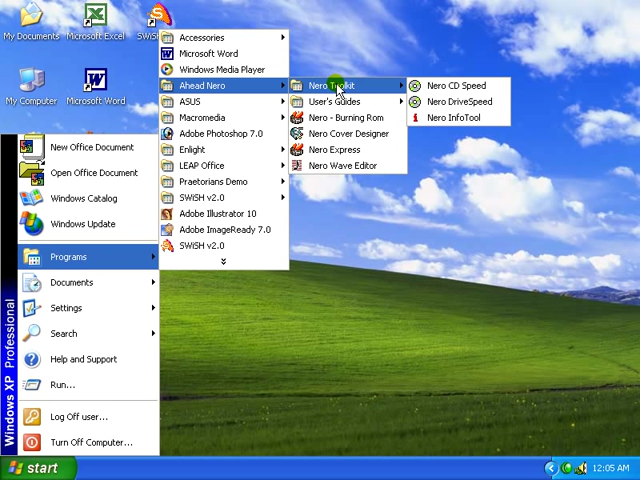 My Documents
Microsoft Excel
SWiSH
My Computer
Microsoft Word
Accessories
Microsoft Word
Windows Media Player
Ahead Nero
ASUS
Macromedia
Adobe Photoshop 7.0
Enlight
LEAP Office
Praetorians Demo
SWiSH v2.0
Adobe Illustrator 10
Adobe ImageReady 7.0
SWiSH v2.0
Nero Toolkit
User's Guides
Nero - Burning Rom
Nero Cover Designer
Nero Express
Nero Wave Editor
Nero CD Speed
Nero DriveSpeed
Nero InfoTool
New Office Document
Open Office Document
Windows Catalog
Windows Update
Programs
Documents
Settings
Search
Help and Support
Run...
Log Off user...
Turn Off Computer...
Windows XP Professional
start
12:05 AM